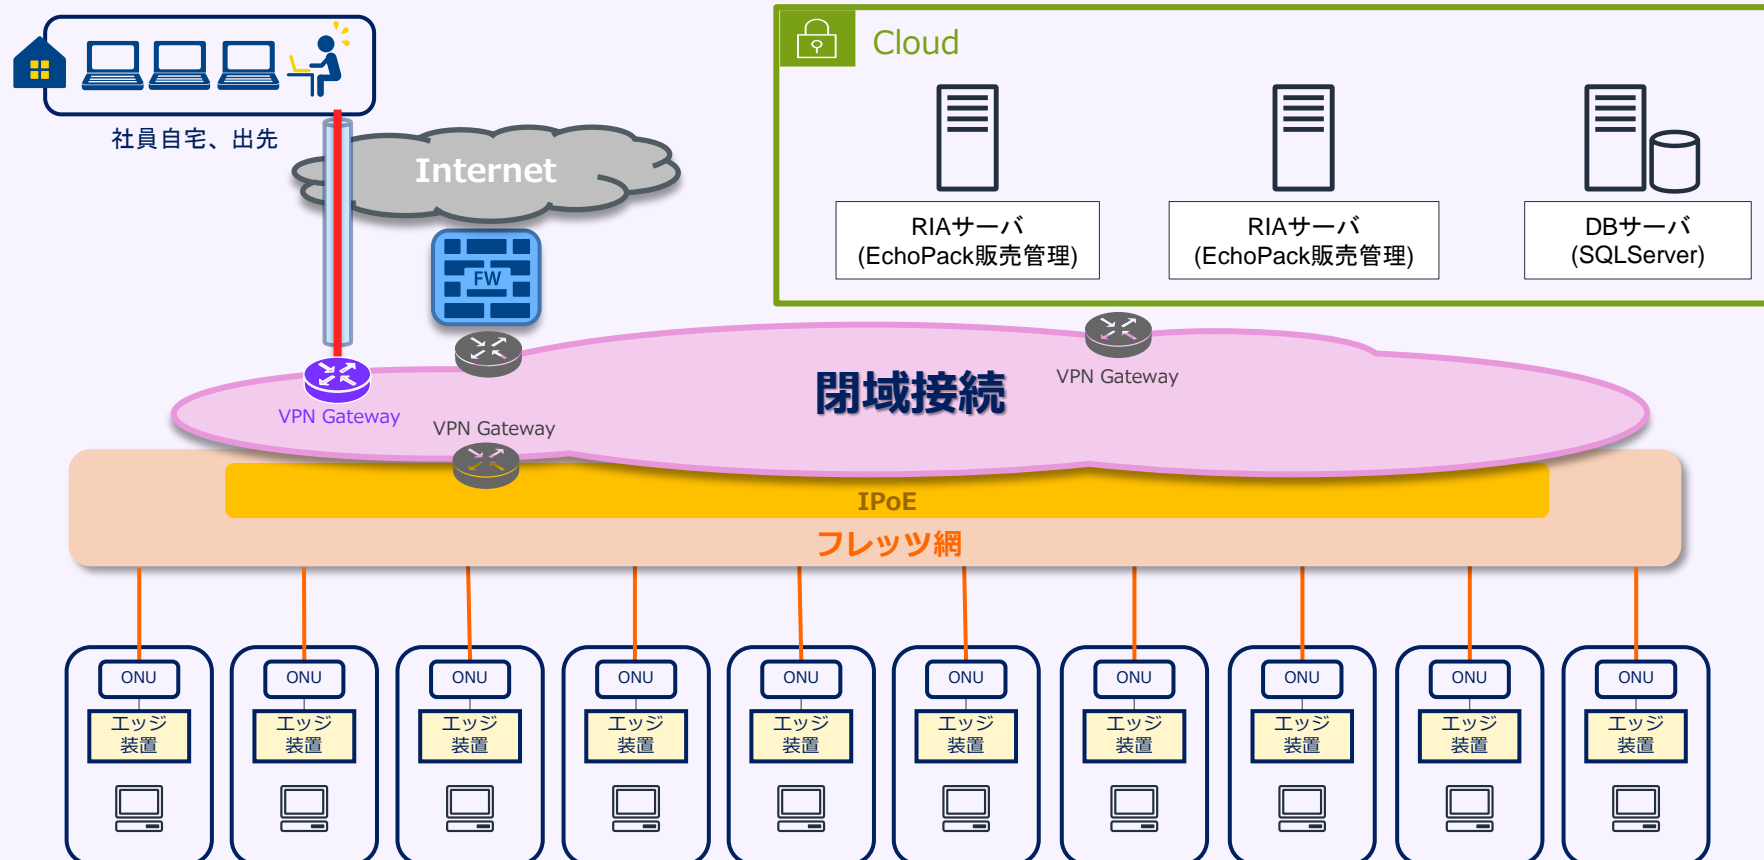 Cloud
社員自宅、出先
Internet
FW
RIAサーバ
(EchoPack販売管理)
RIAサーバ
(EchoPack販売管理)
DBサーバ
(SQLServer)
VPN Gateway
閉域接続
VPN Gateway
VPN Gateway
IPoE
フレッツ網
ONU
ONU
ONU
ONU
ONU
ONU
ONU
ONU
ONU
ONU
エッジ
装置
エッジ
装置
エッジ
装置
エッジ
装置
エッジ
装置
エッジ
装置
エッジ
装置
エッジ
装置
エッジ
装置
エッジ
装置